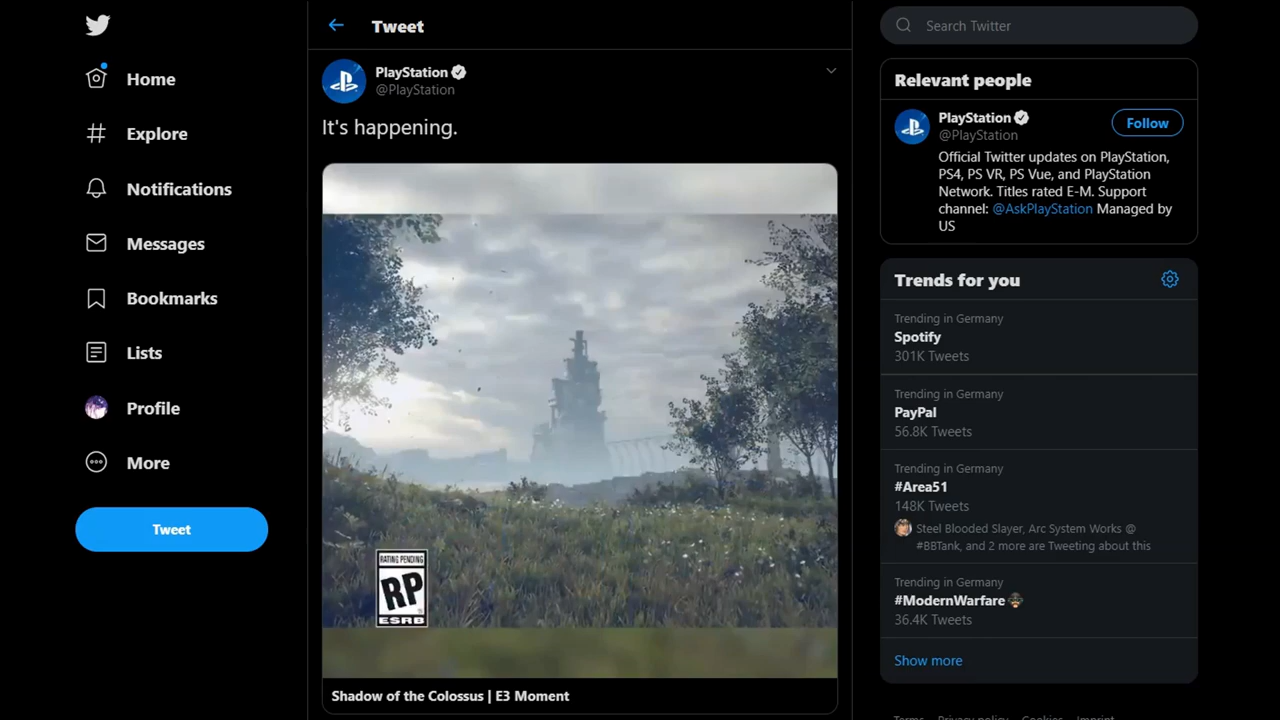 Home
Explore
Notifications
Messages
Bookmarks
Lists
Profile
More
Tweet
Tweet
PlayStation
@PlayStation
It's happening.
RATING PENDING
RP
ESRB
Shadow of the Colossus | E3 Moment
Search Twitter
Relevant people
PlayStation
@PlayStation
Follow
Official Twitter updates on PlayStation,
PS4, PS VR, PS Vue, and PlayStation
Network. Titles rated E-M. Support
channel: @AskPlayStation Managed by
US
Trends for you
Trending in Germany
Spotify
301K Tweets
Trending in Germany
PayPal
56.8K Tweets
Trending in Germany
#Area51
148K Tweets
Steel Blooded Slayer, Arc System Works @
#BBTank, and 2 more are Tweeting about this
Trending in Germany
#ModernWarfare
36.4K Tweets
Show more
Terms Privacy policy Cookies Imprint